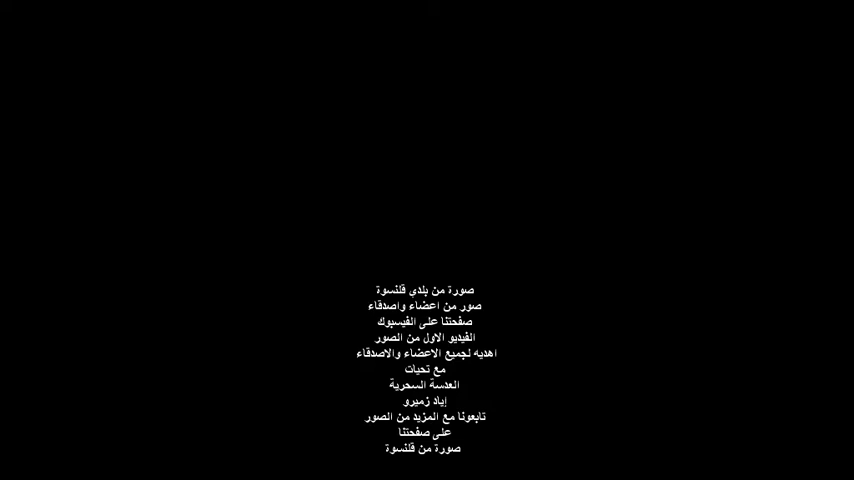 صورة من بلدي قلنسوة
صور من اعضاء واصدقاء
صفحتنا على الفيسبوك
الفيديو الاول من الصور
اهديه لجميع الاعضاء والاصدقاء
مع تحيات
العدسة السحرية
إياد زميرو
تابعونا مع المزيد من الصور
على صفحتنا
صورة من قلنسوة